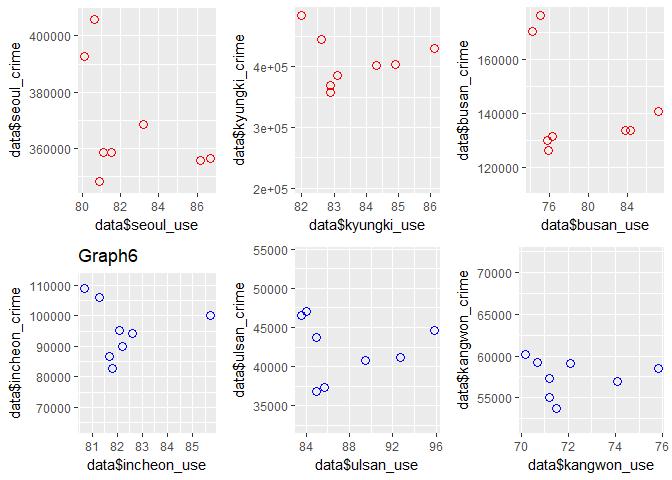 data$seoul_crime
400000
380000
360000
80
82
84
86
data$seoul_use
data$kyungki_crime
4e+05
3e+05
2e+05
82
83
84
85
86
data$kyungki_use
data$busan_crime
160000
140000
120000
76
80
84
data$busan_use
Graph6
data$incheon_crime
110000
100000
90000
80000
70000
81
82
83
84
85
data$incheon_use
data$ulsan_crime
55000
50000
45000
40000
35000
84
88
92
96
data$ulsan_use
data$kangwon_crime
70000
65000
60000
55000
70
72
74
76
data$kangwon_use